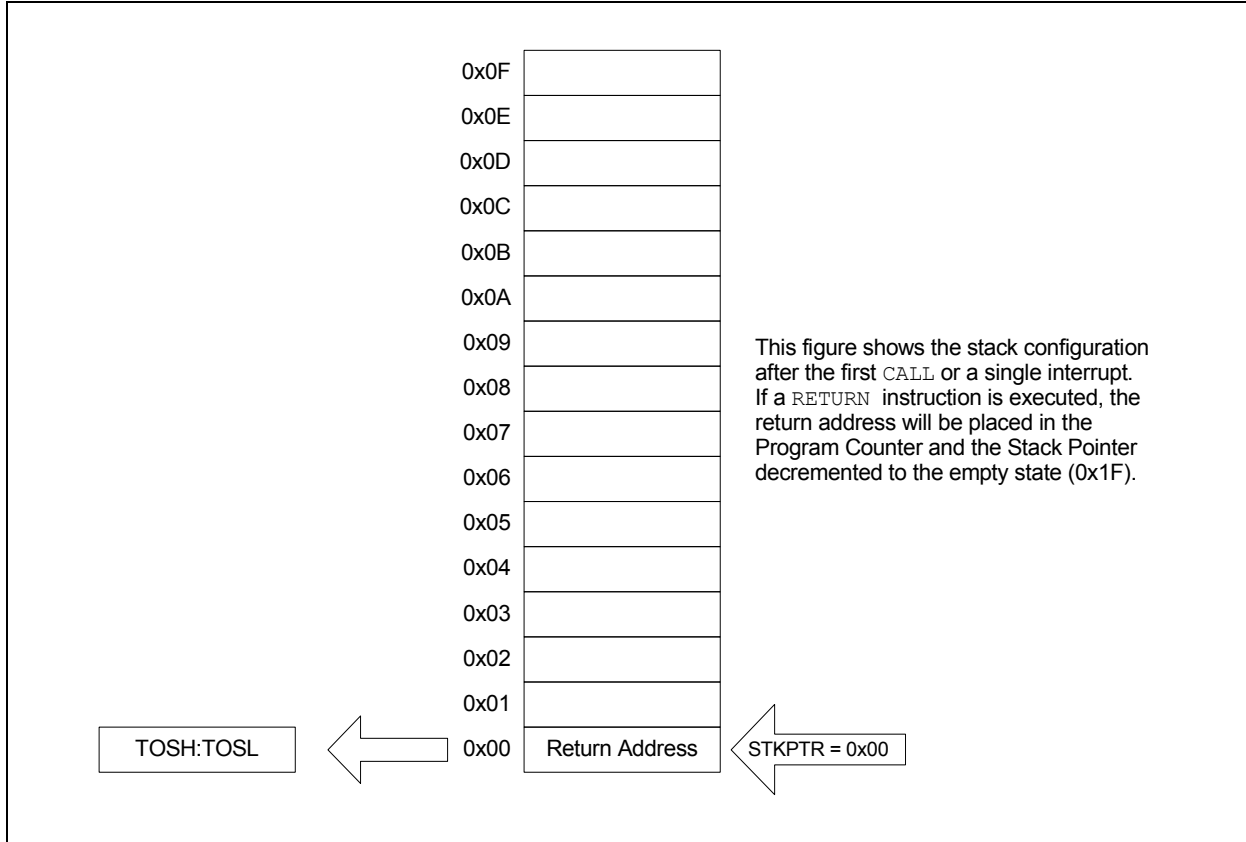 0x0F
0x0E
0x0D
0x0C
0x0B
0x0A
0x09
This figure shows the stack configuration
after the first CALL or a single interrupt.
If a RETURN instruction is executed, the
return address will be placed in the
Program Counter and the Stack Pointer
decremented to the empty state (0x1F).
0x08
0x07
0x06
0x05
0x04
0x03
0x02
0x01
TOSH:TOSL
0x00
Return Address
STKPTR = 0x00